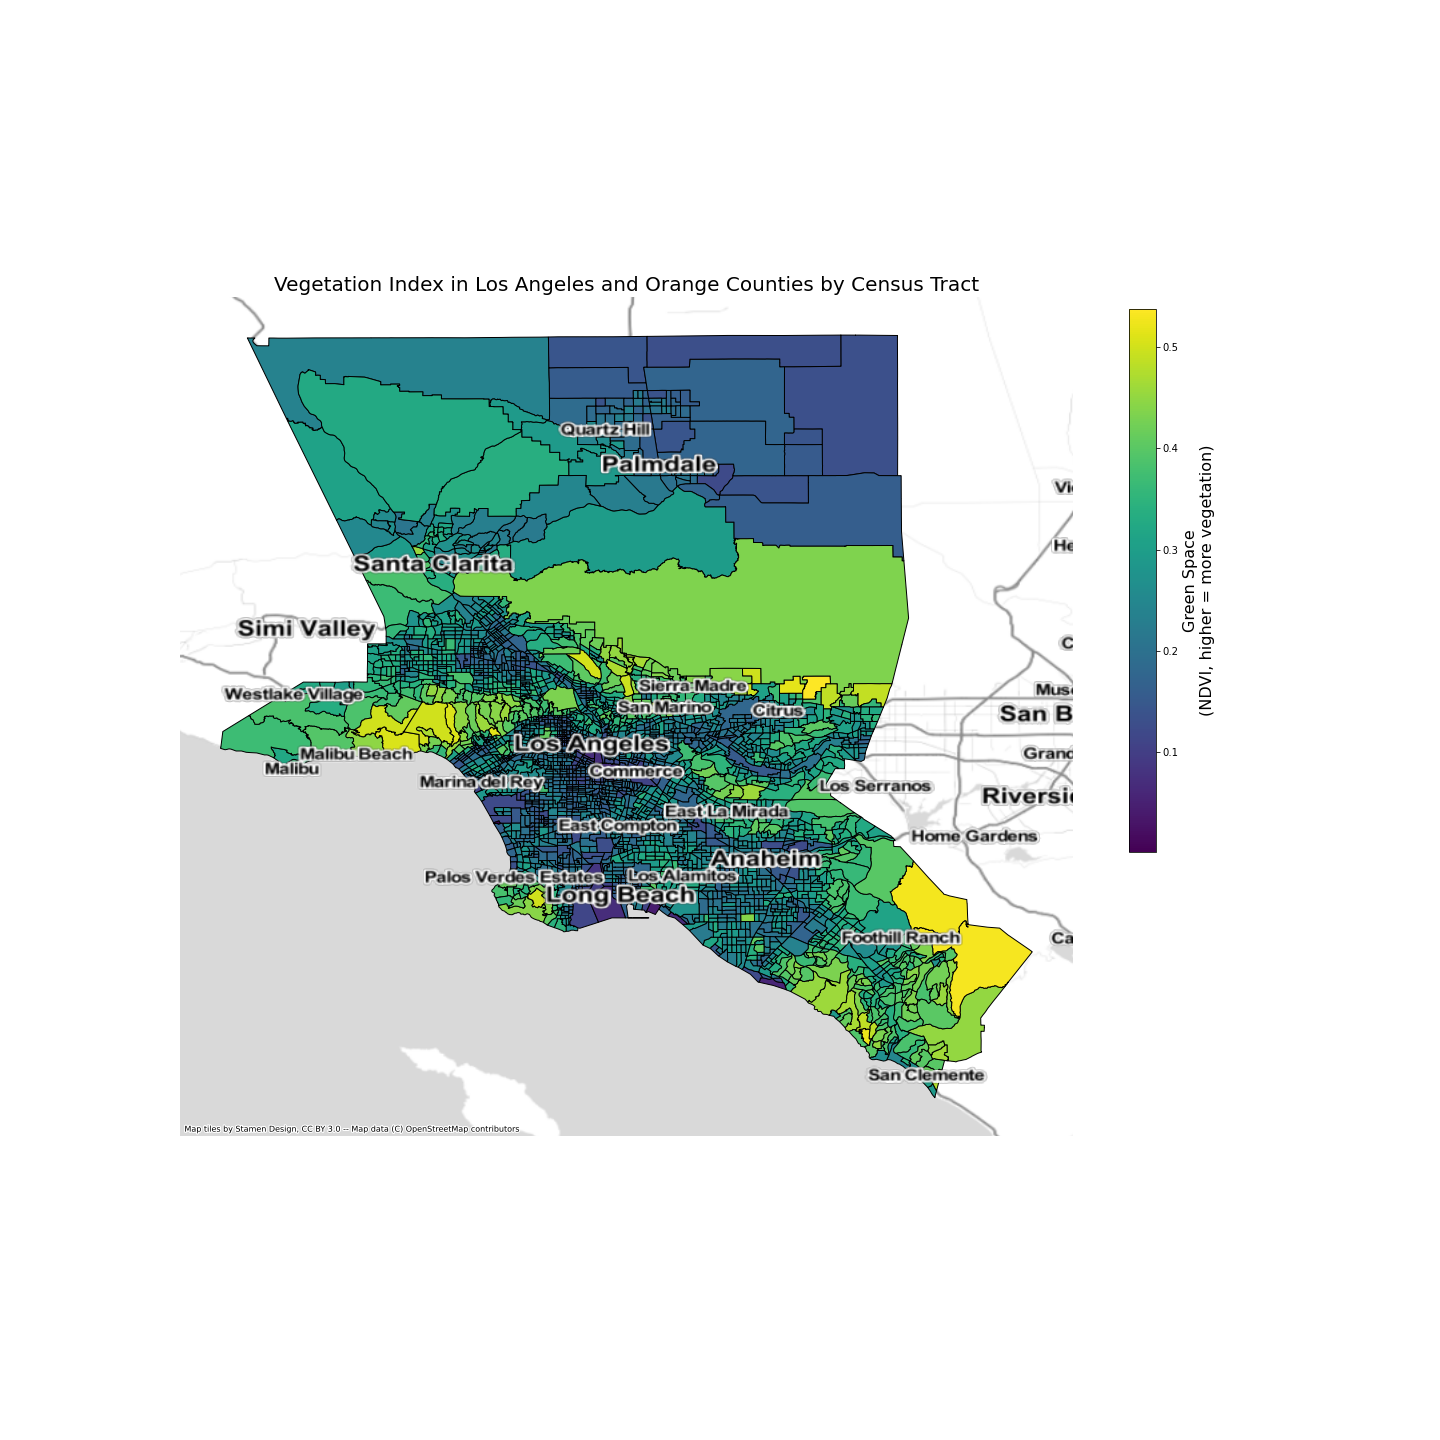 Vegetation Index in Los Angeles and Orange Counties by Census Tract
Quartz Hill
Palmdale
Santa Clarita
Simi Valley
Westlake Village
Sierra Madre
San Marino
Citrus
Los Angeles
Malibu Beach
Malibu
Commerce
Marina del Rey
Los Serranos
East La Mirada
East Compton
Home Gardens
Anaheim
Palos Verdes Estates
Los Alamitos
Long Beach
Foothill Ranch
San Clemente
Vi
He
C
Mus
San B
Grand
Riversi
Ca
0.5
0.4
0.3
0.2
0.1
Green Space
(NDVI, higher = more vegetation)
Map tiles by Stamen Design, CC BY 3.0 -- Map data (C) OpenStreetMap contributors